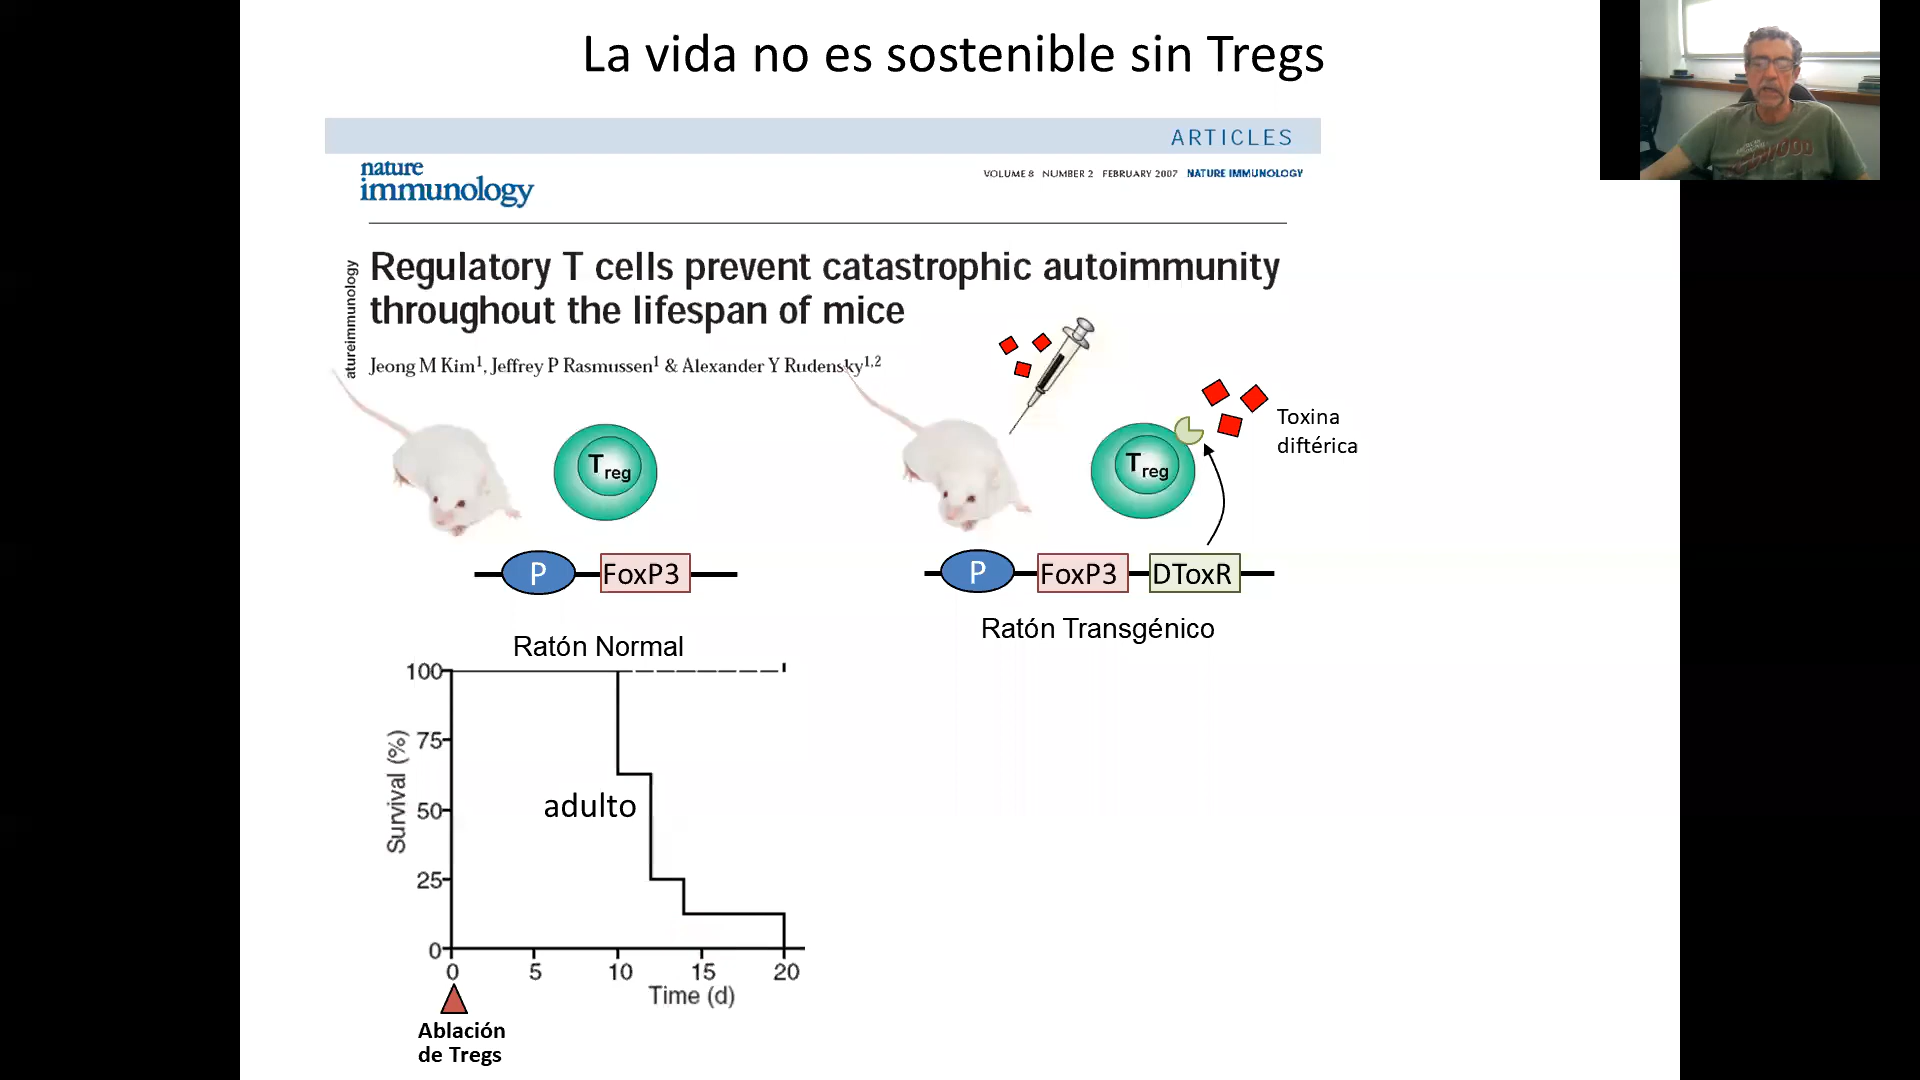 La vida no es sostenible sin Tregs
ARTICLES
nature
immunology
VOLUME 8 NUMBER 2 FEBRUARY 2007 NATURE IMMUNOLOGY
atureimmunology
Regulatory T cells prevent catastrophic autoimmunity
throughout the lifespan of mice
Jeong M Kim1, Jeffrey P Rasmussen1 & Alexander Y Rudensky1,2
Treg
Treg
Toxina
diftérica
P
FoxP3
P
FoxP3
DToxR
Ratón Normal
Ratón Transgénico
100
75
50
25
0
Survival (%)
adulto
0
5
10
15
20
Time (d)
Ablación
de Tregs